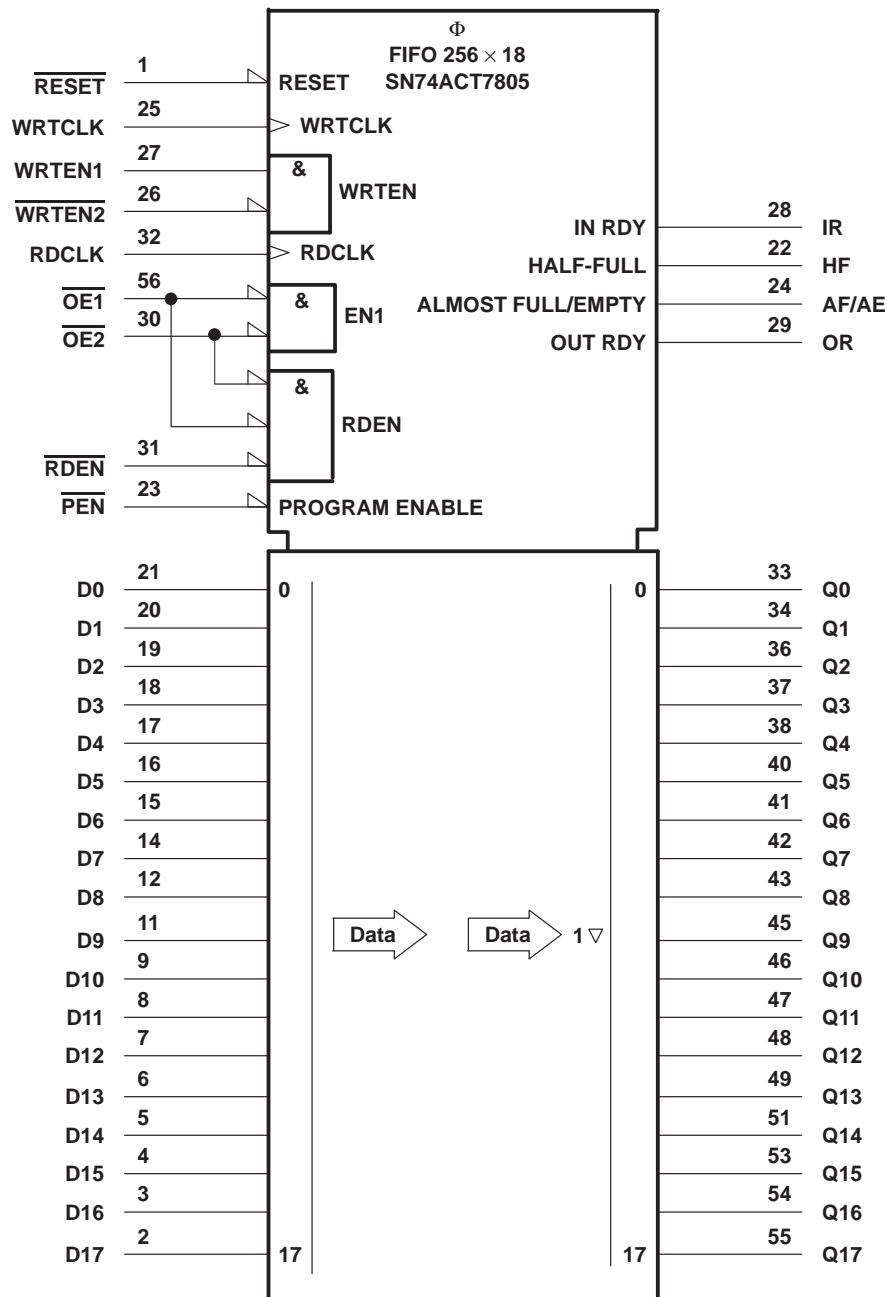 Φ
FIFO 256 × 18
SN74ACT7805
RESET 1 RESET
WRTCLK 25 WRTCLK
WRTEN1 27 &
WRTEN
WRTEN2 26
RDCLK 32 RDCLK
OE1 56 &
EN1
OE2 30
&
RDEN
RDEN 31
PEN 23 PROGRAM ENABLE
IN RDY 28 IR
HALF-FULL 22 HF
ALMOST FULL/EMPTY 24 AF/AE
OUT RDY 29 OR
D0 21 0 0 33 Q0
D1 20 34 Q1
D2 19 36 Q2
D3 18 37 Q3
D4 17 38 Q4
D5 16 40 Q5
D6 15 41 Q6
D7 14 42 Q7
D8 12 43 Q8
D9 11 Data Data 1 ▽ 45 Q9
D10 9 46 Q10
D11 8 47 Q11
D12 7 48 Q12
D13 6 49 Q13
D14 5 51 Q14
D15 4 53 Q15
D16 3 54 Q16
D17 2 17 17 55 Q17